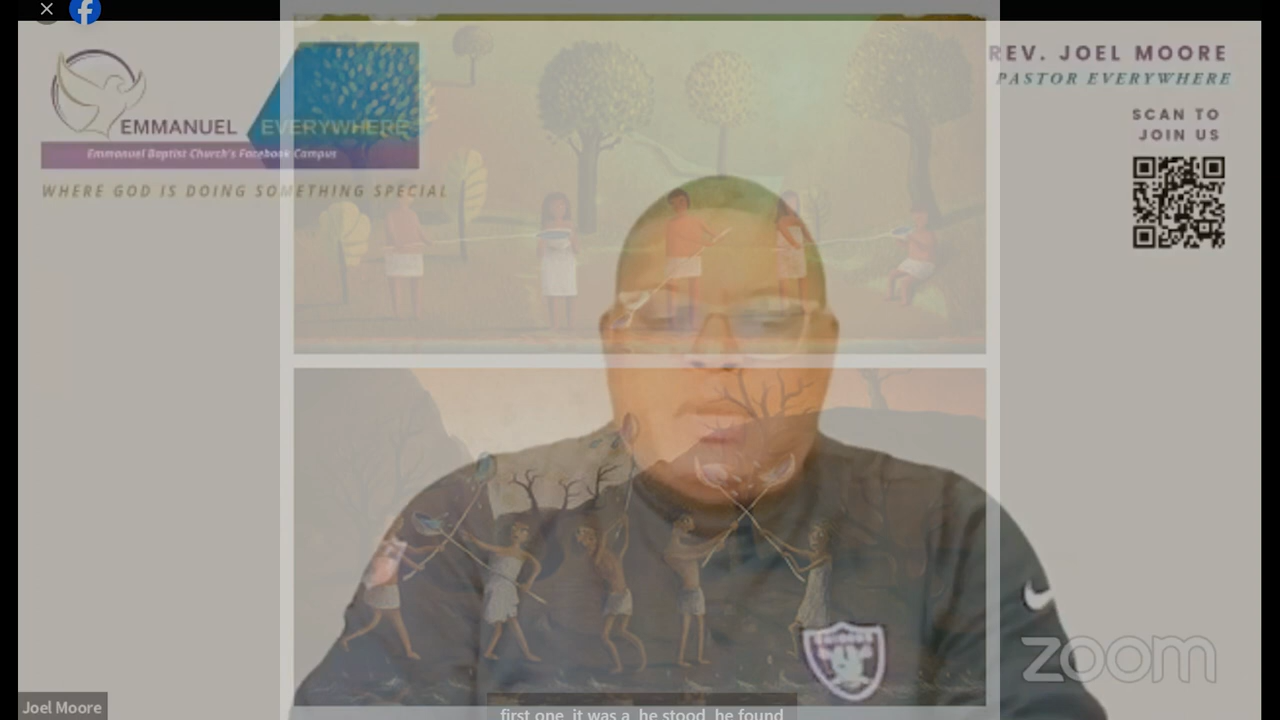 EMMANUEL EVERYWHERE
Emmanuel Baptist Church's Facebook Campus
WHERE GOD IS DOING SOMETHING SPECIAL
REV. JOEL MOORE
PASTOR EVERYWHERE
SCAN TO
JOIN US
RAIDERS
zoom
Joel Moore
first one, it was a, he stood, he found